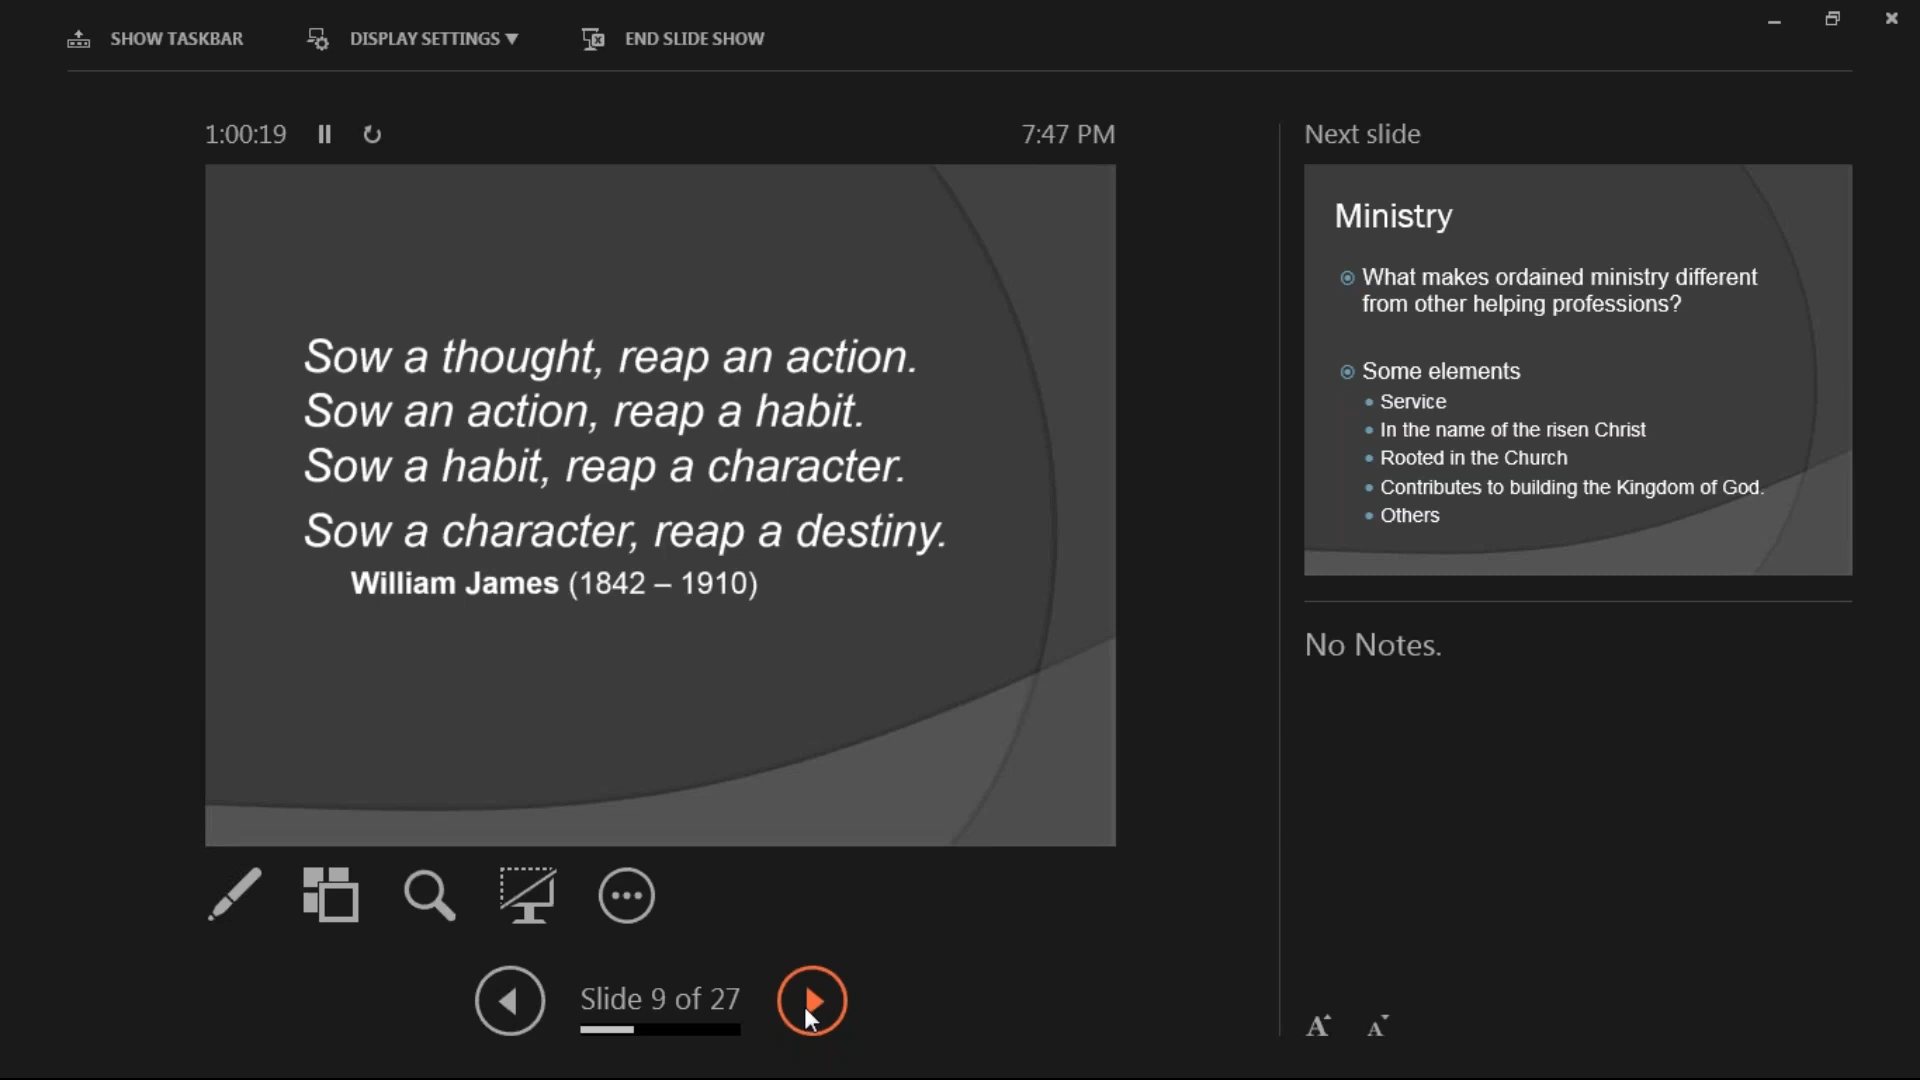 SHOW TASKBAR
DISPLAY SETTINGS ▼
END SLIDE SHOW
1:00:19
7:47 PM
Sow a thought, reap an action.
Sow an action, reap a habit.
Sow a habit, reap a character.
Sow a character, reap a destiny.
William James (1842 – 1910)
Slide 9 of 27
Next slide
Ministry
What makes ordained ministry different
from other helping professions?
Some elements
Service
In the name of the risen Christ
Rooted in the Church
Contributes to building the Kingdom of God.
Others
No Notes.
A A